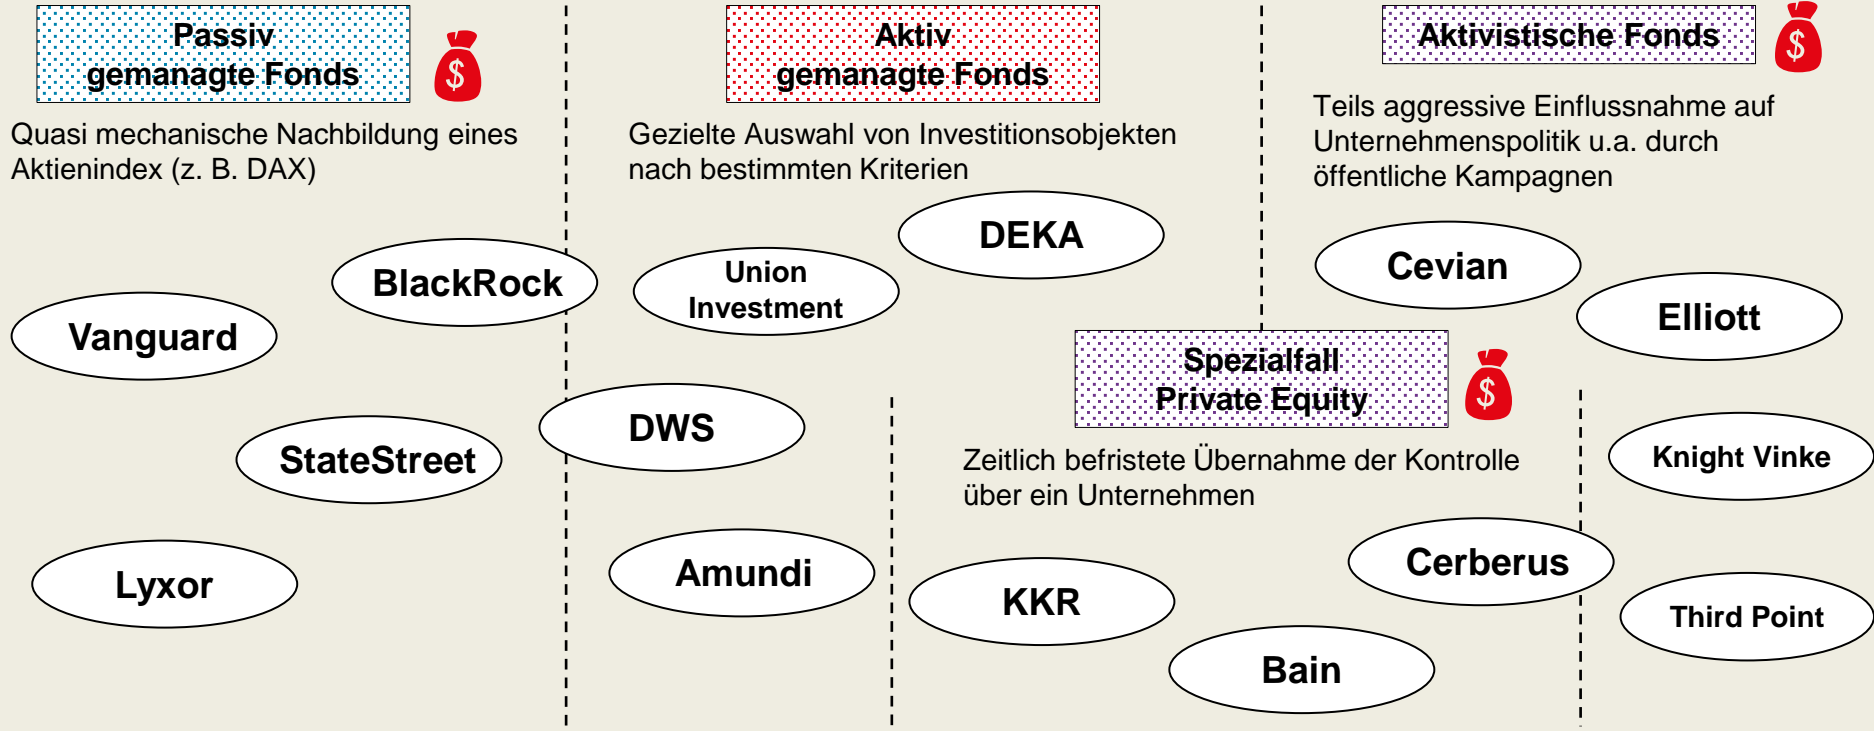 Passiv
gemanagte Fonds
$
Quasi mechanische Nachbildung eines
Aktienindex (z. B. DAX)
BlackRock
Vanguard
StateStreet
Lyxor
Aktiv
gemanagte Fonds
Gezielte Auswahl von Investitionsobjekten
nach bestimmten Kriterien
DEKA
Union
Investment
DWS
Amundi
Aktivistische Fonds
$
Teils aggressive Einflussnahme auf
Unternehmenspolitik u.a. durch
öffentliche Kampagnen
Cevian
Elliott
Knight Vinke
Third Point
Spezialfall
Private Equity
$
Zeitlich befristete Übernahme der Kontrolle
über ein Unternehmen
Cerberus
KKR
Bain